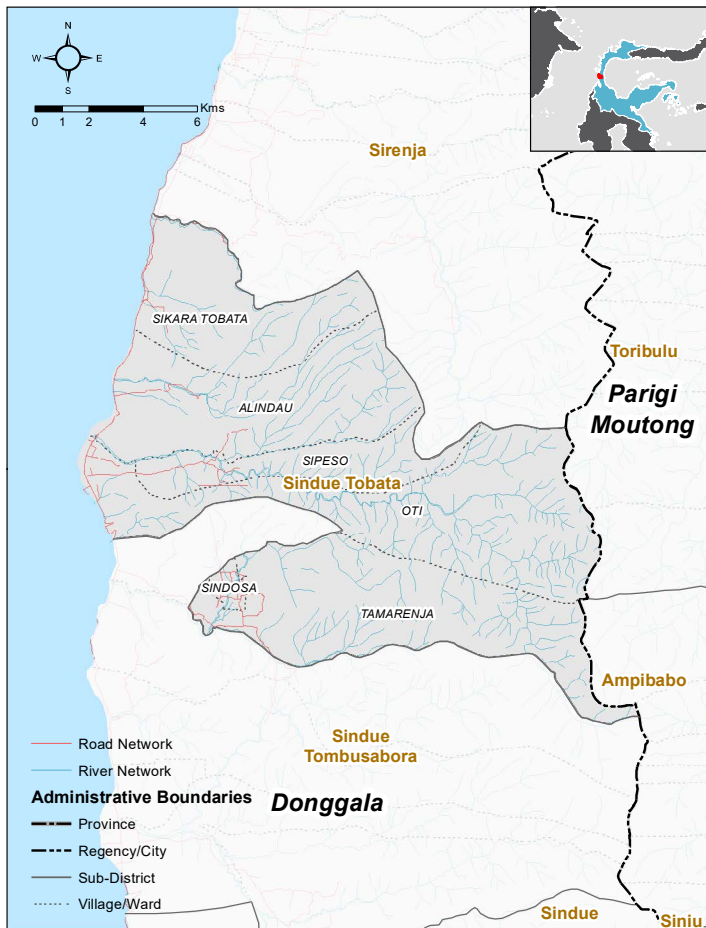 N
W
E
S
Kms
0 1 2 4 6
Sirenja
SIKARA TOBATA
Toribulu
Parigi
Moutong
ALINDAU
SIPESO
Sindue Tobata
OTI
SINDOSA
TAMARENJA
Ampibabo
Sindue
Tombusabora
Donggala
Road Network
River Network
Administrative Boundaries
Province
Regency/City
Sub-District
Village/Ward
Sindue
Siniu